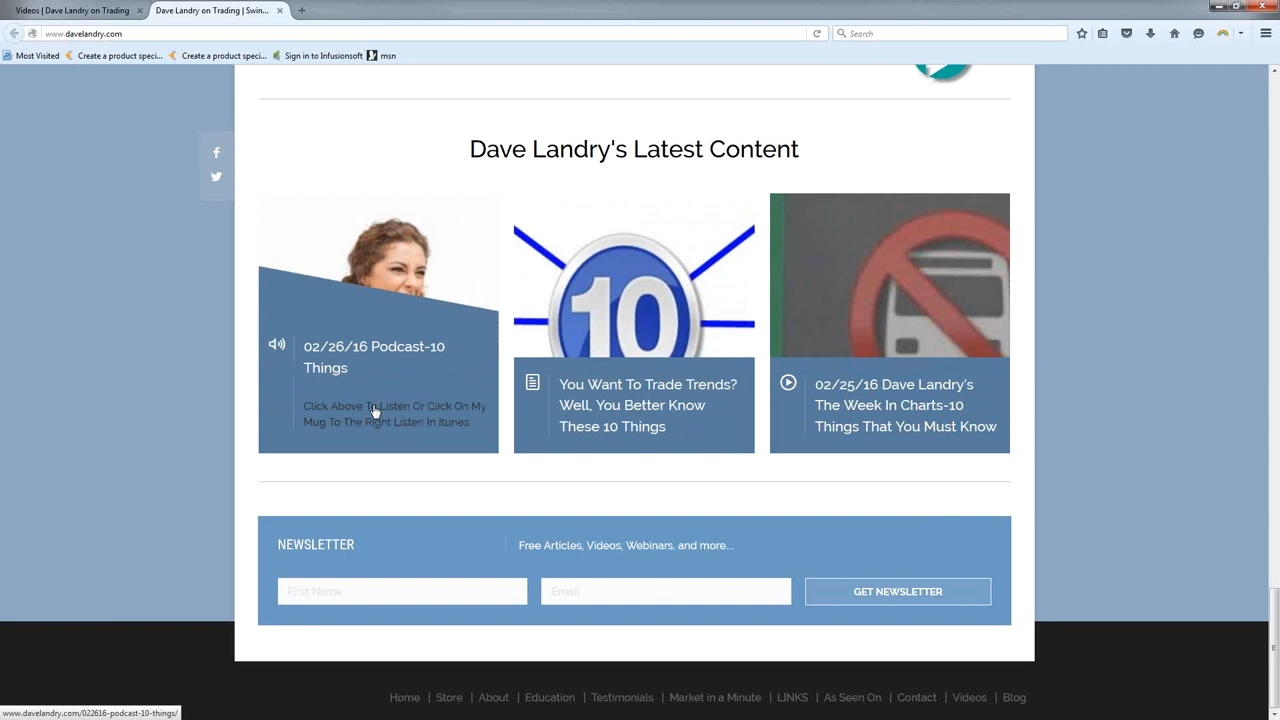 Videos | Dave Landry on Trading
Dave Landry on Trading | Swin...
www.davelandry.com
Search
Most Visited
Create a product speci...
Create a product speci...
Sign in to Infusionsoft
msn
Dave Landry's Latest Content
10
02/26/16 Podcast-10
Things
Click Above To Listen Or Click On My
Mug To The Right Listen In Itunes
You Want To Trade Trends?
Well, You Better Know
These 10 Things
02/25/16 Dave Landry's
The Week In Charts-10
Things That You Must Know
NEWSLETTER
Free Articles, Videos, Webinars, and more....
First Name
Email
GET NEWSLETTER
Home | Store | About | Education | Testimonials | Market in a Minute | LINKS | As Seen On | Contact | Videos | Blog
www.davelandry.com/022616-podcast-10-things/